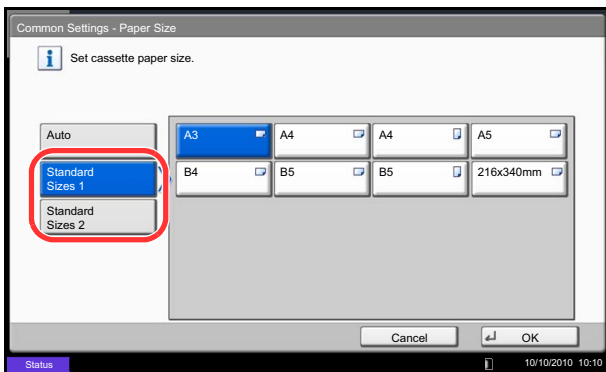 Common Settings - Paper Size
Set cassette paper size.
Auto
A3
A4
A4
A5
Standard
Sizes 1
B4
B5
B5
216x340mm
Standard
Sizes 2
Cancel
OK
Status
10/10/2010 10:10